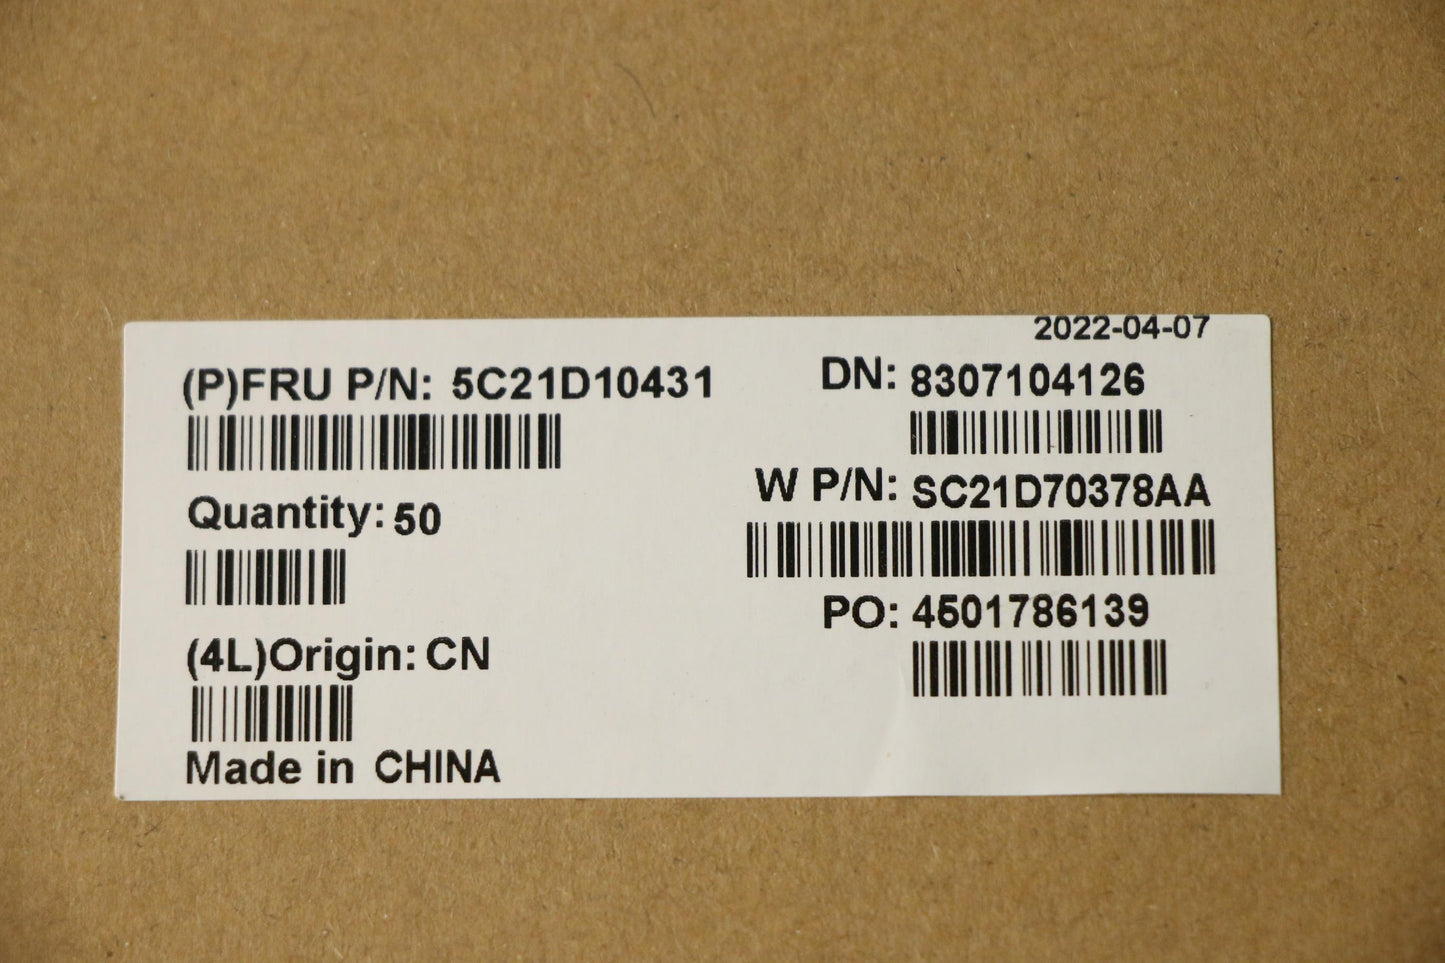 2022-04-07
(P)FRU P/N: 5C21D10431
DN: 8307104126
Quantity: 50
W P/N: SC21D70378AA
PO: 4501786139
(4L)Origin: CN
Made in CHINA